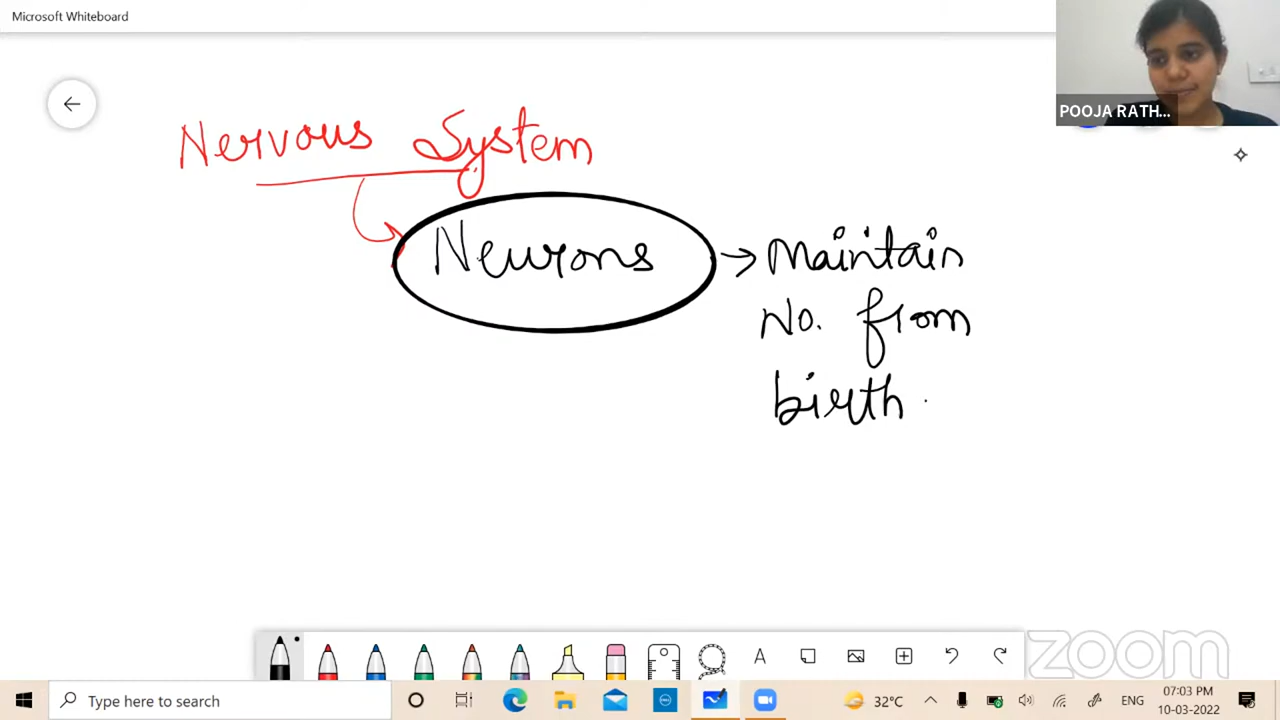 Microsoft Whiteboard
POOJA RATH...
Nervous System
Neurons → Maintain
No. from
birth.
A
zoom
Type here to search
32°C
ENG
07:03 PM
10-03-2022